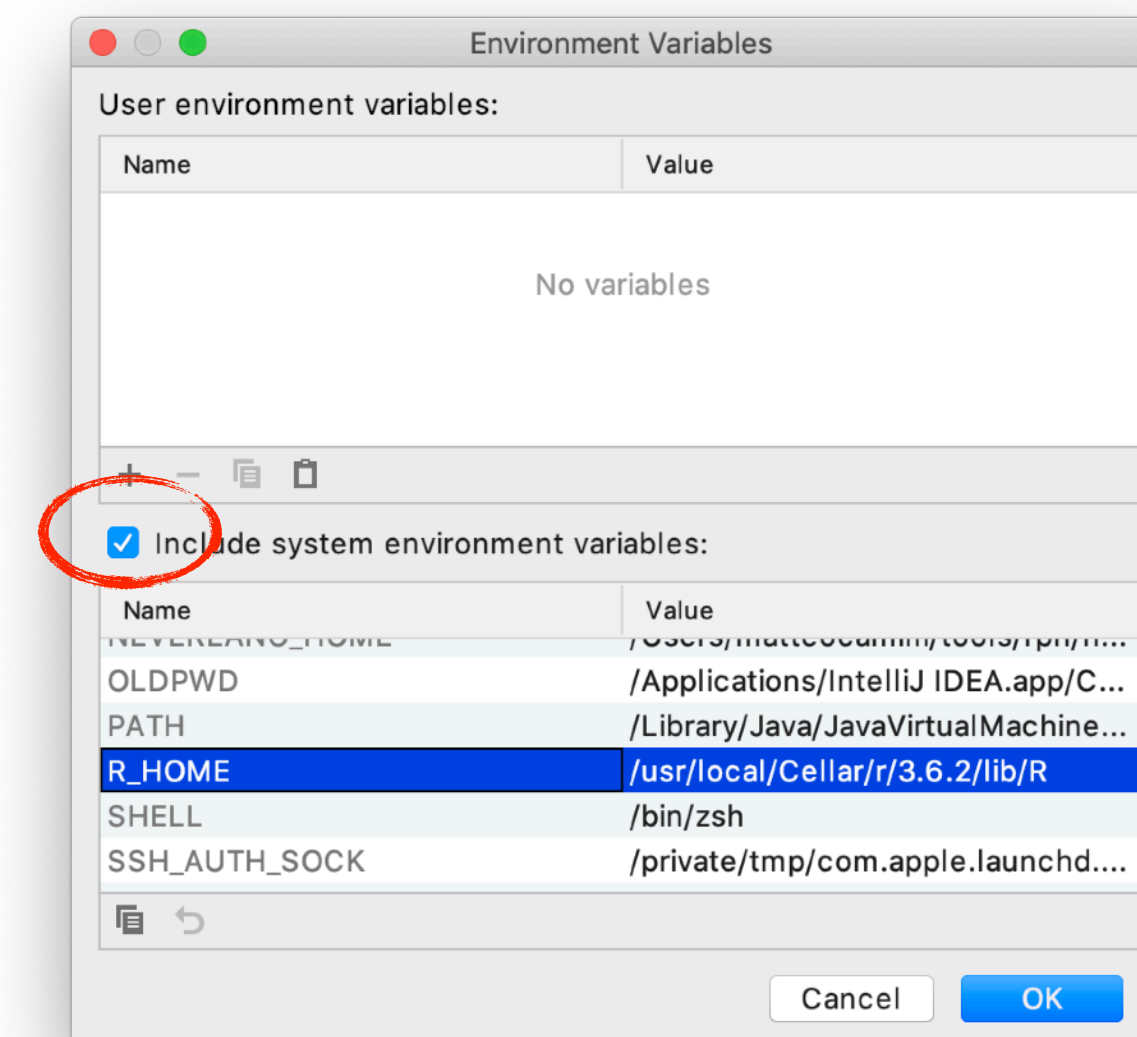 Environment Variables
User environment variables:
Name Value
No variables
Include system environment variables:
Name Value
NEVERLANG_HOME
OLDPWD /Applications/IntelliJ IDEA.app/C...
PATH /Library/Java/JavaVirtualMachine...
R_HOME /usr/local/Cellar/r/3.6.2/lib/R
SHELL /bin/zsh
SSH_AUTH_SOCK /private/tmp/com.apple.launchd....
Cancel OK